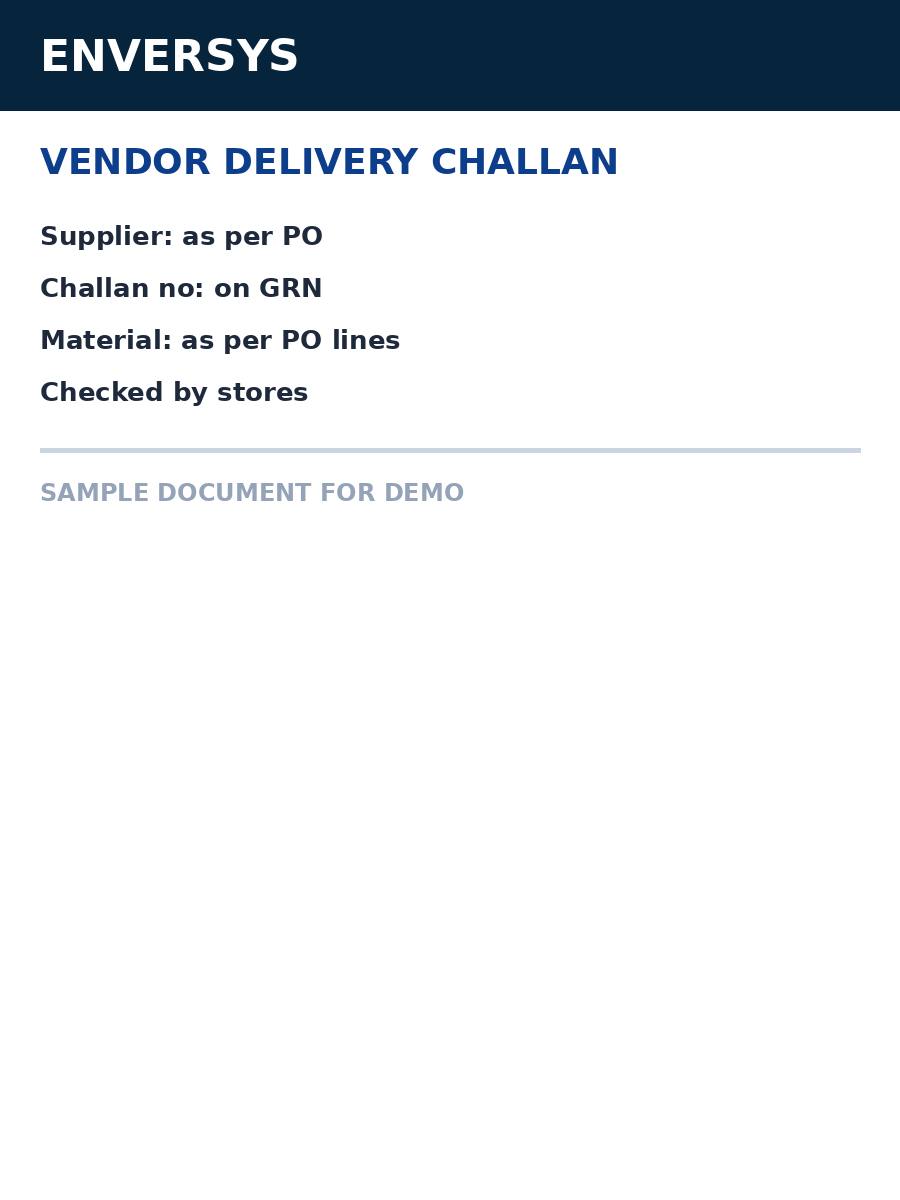 ENVERSYS
VENDOR DELIVERY CHALLAN
Supplier: as per PO
Challan no: on GRN
Material: as per PO lines
Checked by stores
SAMPLE DOCUMENT FOR DEMO